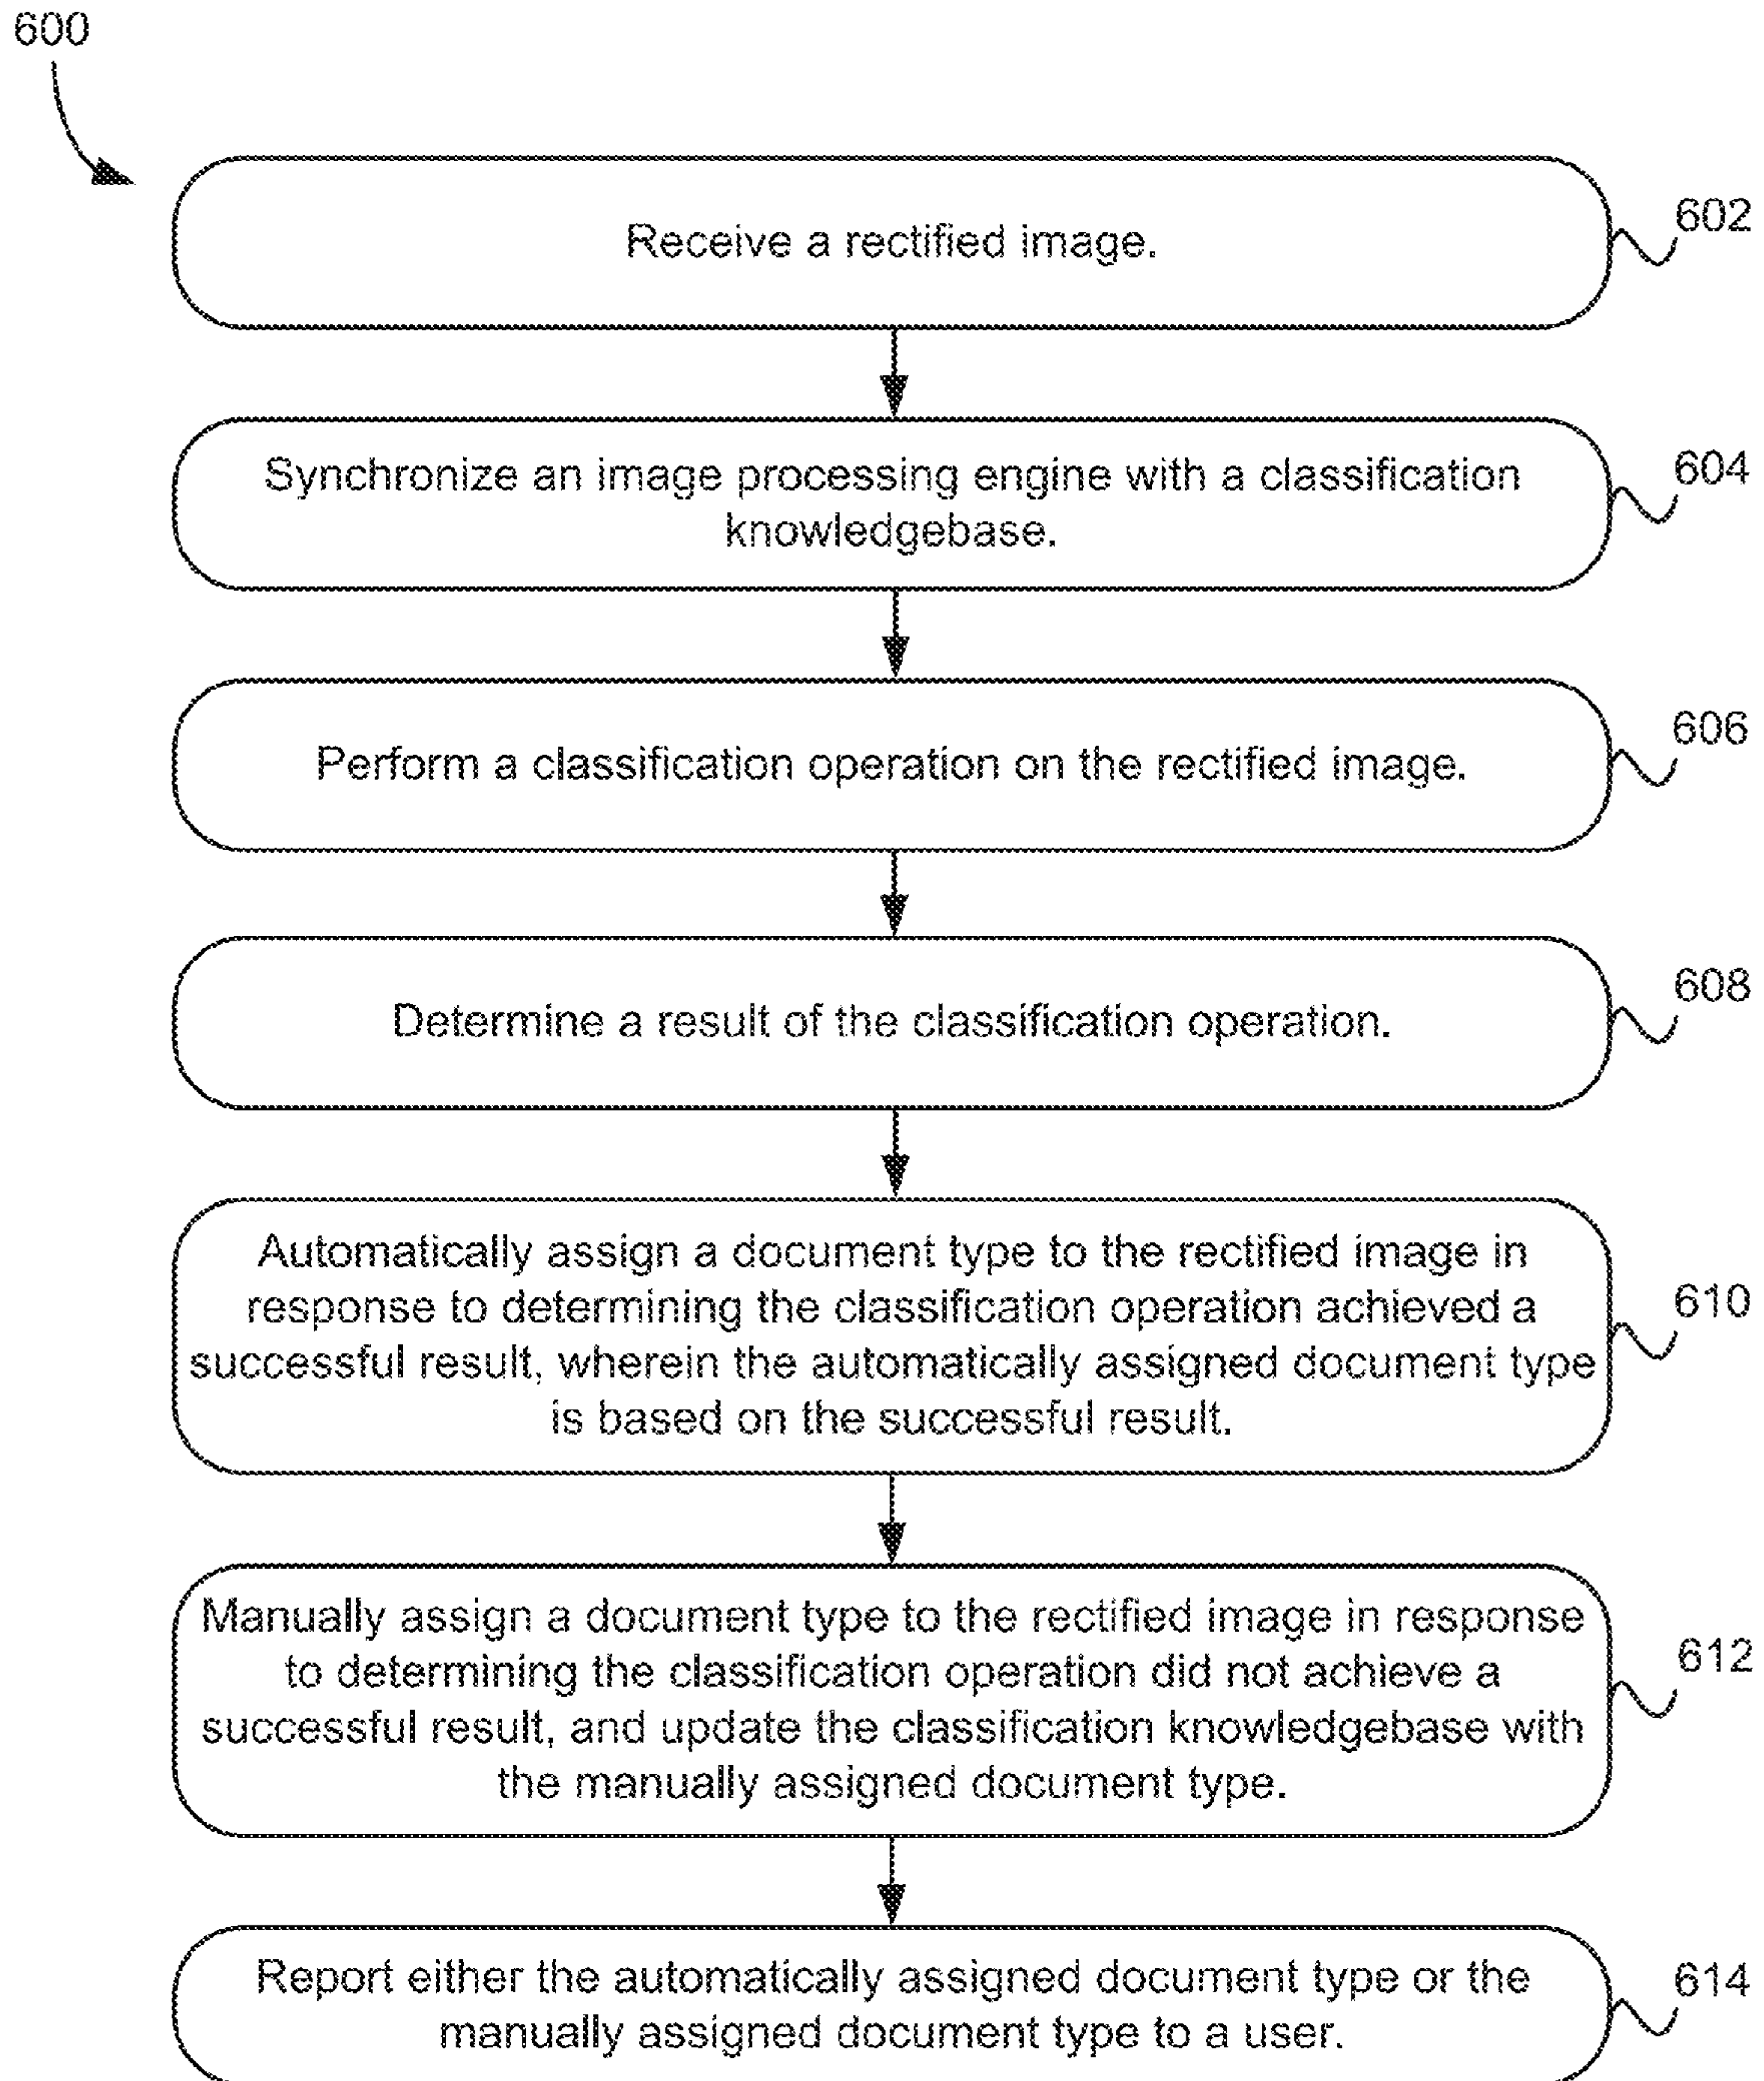 600
Receive a rectified image.
602
Synchronize an image processing engine with a classification
knowledgebase.
604
Perform a classification operation on the rectified image.
606
Determine a result of the classification operation.
608
Automatically assign a document type to the rectified image in
response to determining the classification operation achieved a
successful result, wherein the automatically assigned document type
is based on the successful result.
610
Manually assign a document type to the rectified image in response
to determining the classification operation did not achieve a
successful result, and update the classification knowledgebase with
the manually assigned document type.
612
Report either the automatically assigned document type or the
manually assigned document type to a user.
614